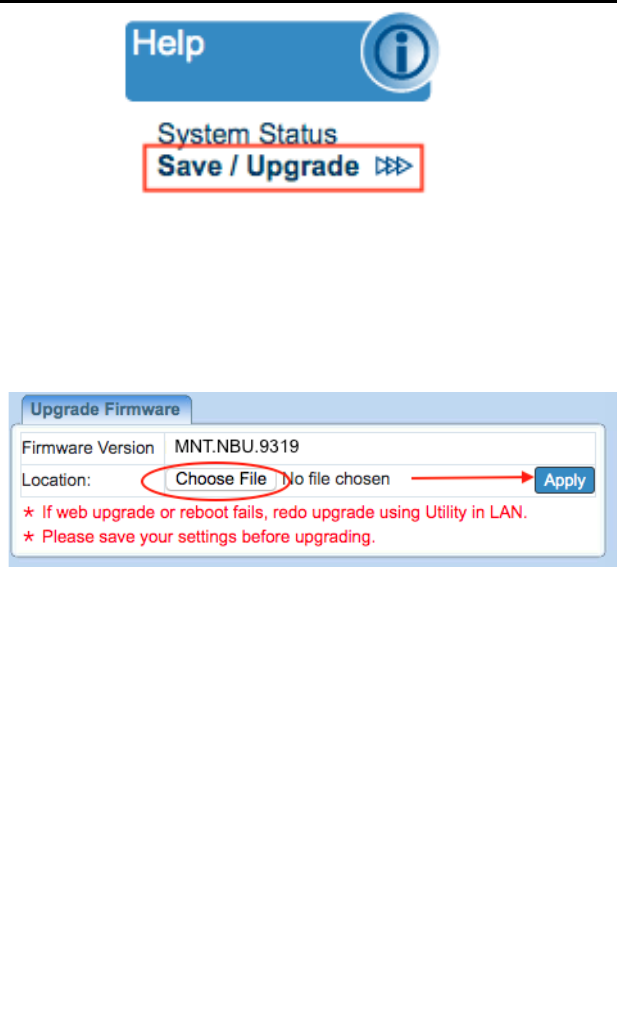 Help
System Status
Save / Upgrade
Upgrade Firmware
Firmware Version MNT.NBU.9319
Location: Choose File No file chosen Apply
* If web upgrade or reboot fails, redo upgrade using Utility in LAN.
* Please save your settings before upgrading.